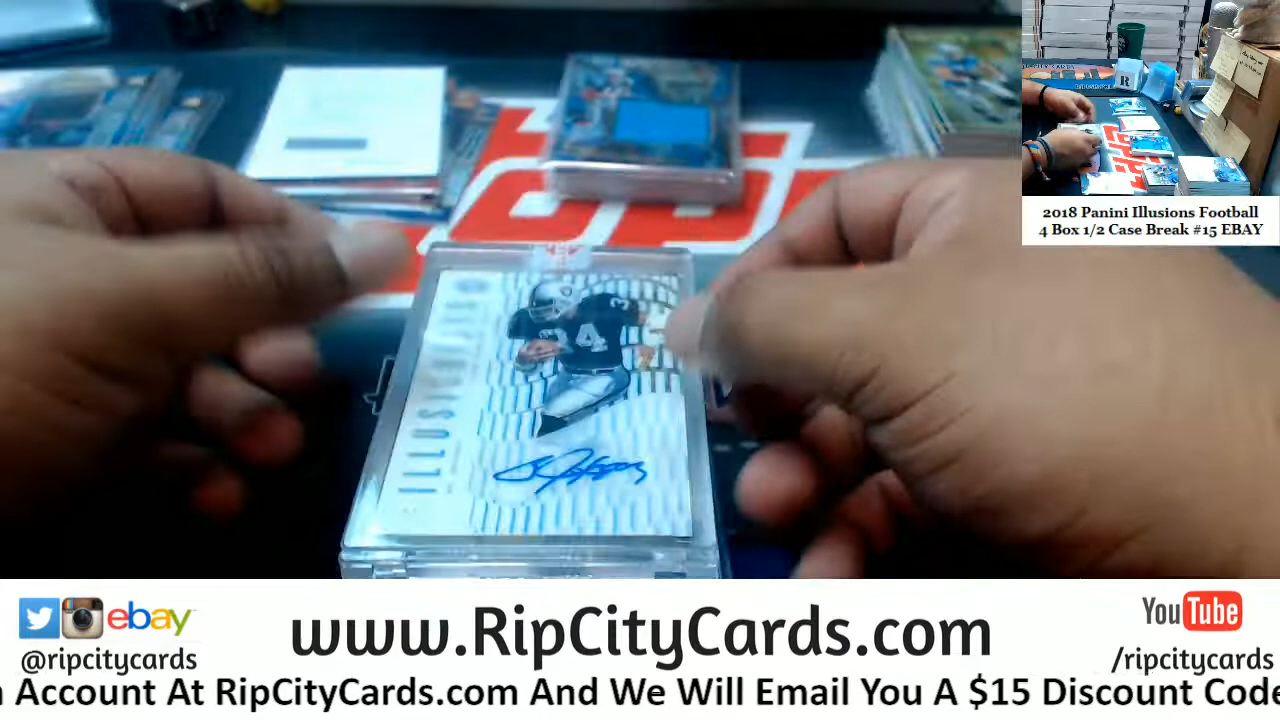 2018 Panini Illusions Football
4 Box 1/2 Case Break #15 EBAY
ILLUSIONS
34
3
R
ebay
@ripcitycards
www.RipCityCards.com
YouTube
/ripcitycards
Account At RipCityCards.com And We Will Email You A $15 Discount Code